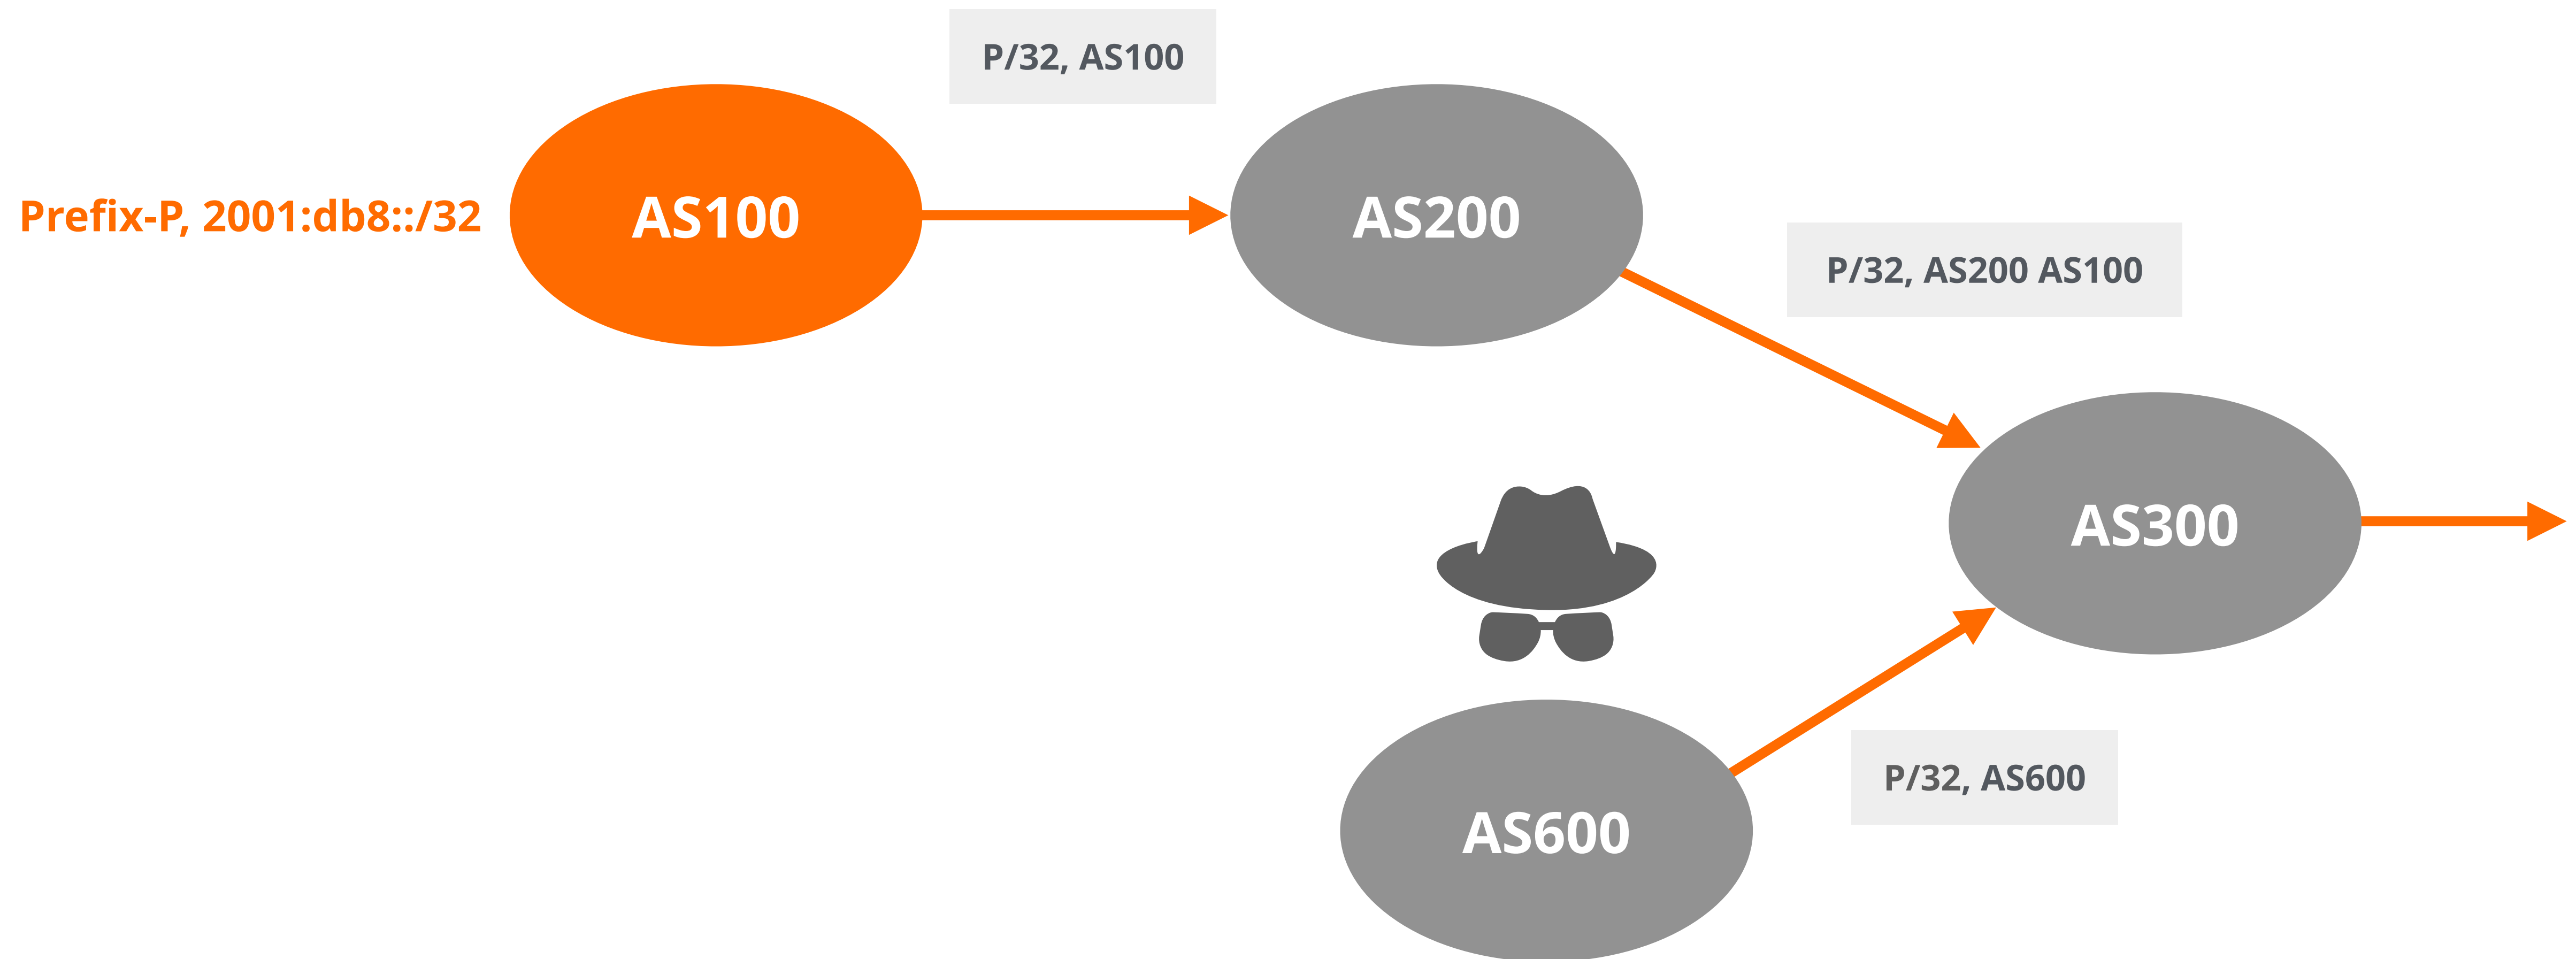 P/32, AS100
Prefix-P, 2001:db8::/32
AS100
AS200
P/32, AS200 AS100
AS300
P/32, AS600
AS600